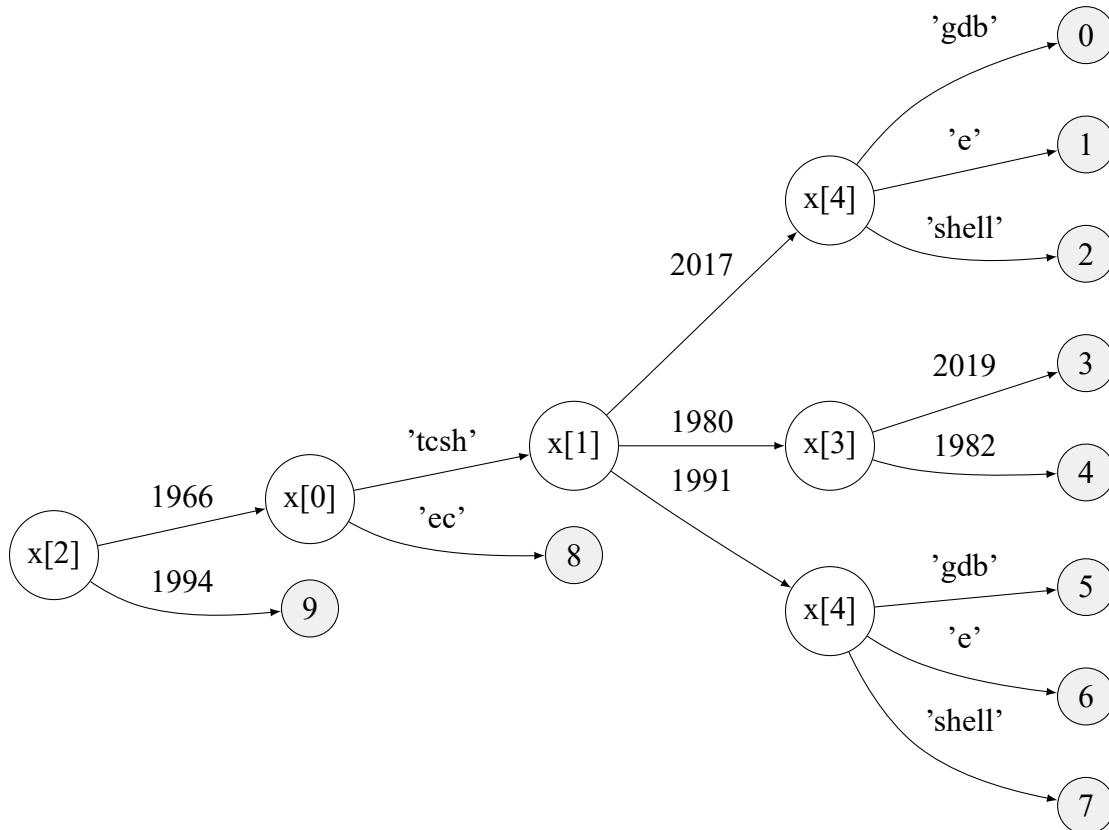 ’gdb’
0
’e’
1
x[4]
’shell’
2
2017
2019
3
1980
x[1]
x[3]
1982
4
’tcsh’
1991
1966
x[0]
’ec’
8
x[2]
1994
9
’gdb’
5
x[4]
’e’
6
’shell’
7